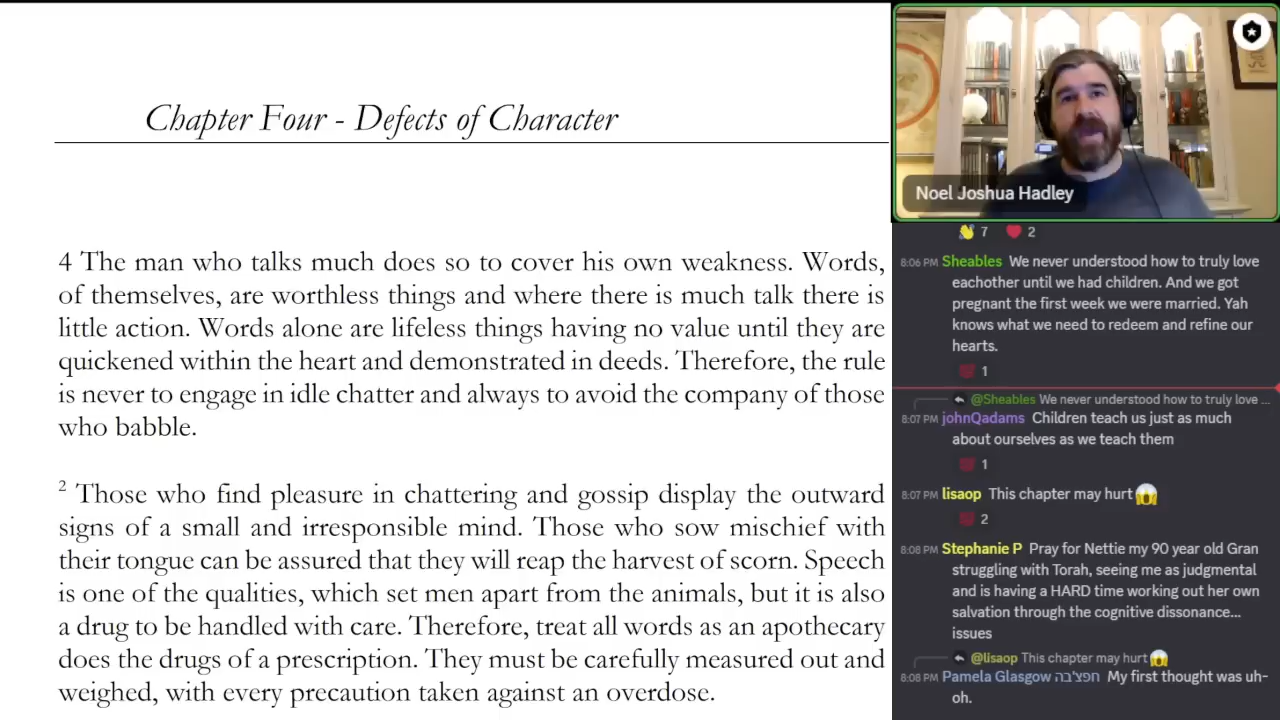 Chapter Four - Defects of Character
4 The man who talks much does so to cover his own weakness. Words,
of themselves, are worthless things and where there is much talk there is
little action. Words alone are lifeless things having no value until they are
quickened within the heart and demonstrated in deeds. Therefore, the rule
is never to engage in idle chatter and always to avoid the company of those
who babble.
2 Those who find pleasure in chattering and gossip display the outward
signs of a small and irresponsible mind. Those who sow mischief with
their tongue can be assured that they will reap the harvest of scorn. Speech
is one of the qualities, which set men apart from the animals, but it is also
a drug to be handled with care. Therefore, treat all words as an apothecary
does the drugs of a prescription. They must be carefully measured out and
weighed, with every precaution taken against an overdose.
Noel Joshua Hadley
7 2
8:06 PM Sheables We never understood how to truly love
eachother until we had children. And we got
pregnant the first week we were married. Yah
knows what we need to redeem and refine our
hearts.
1
@Sheables We never understood how to truly love ...
8:07 PM johnQadams Children teach us just as much
about ourselves as we teach them
1
8:07 PM lisaop This chapter may hurt😱
2
8:08 PM Stephanie P Pray for Nettie my 90 year old Gran
struggling with Torah, seeing me as judgmental
and is having a HARD time working out her own
salvation through the cognitive dissonance...
issues
@lisaop This chapter may hurt😱
8:08 PM Pamela Glasgow חפצ'בה My first thought was uh-
oh.